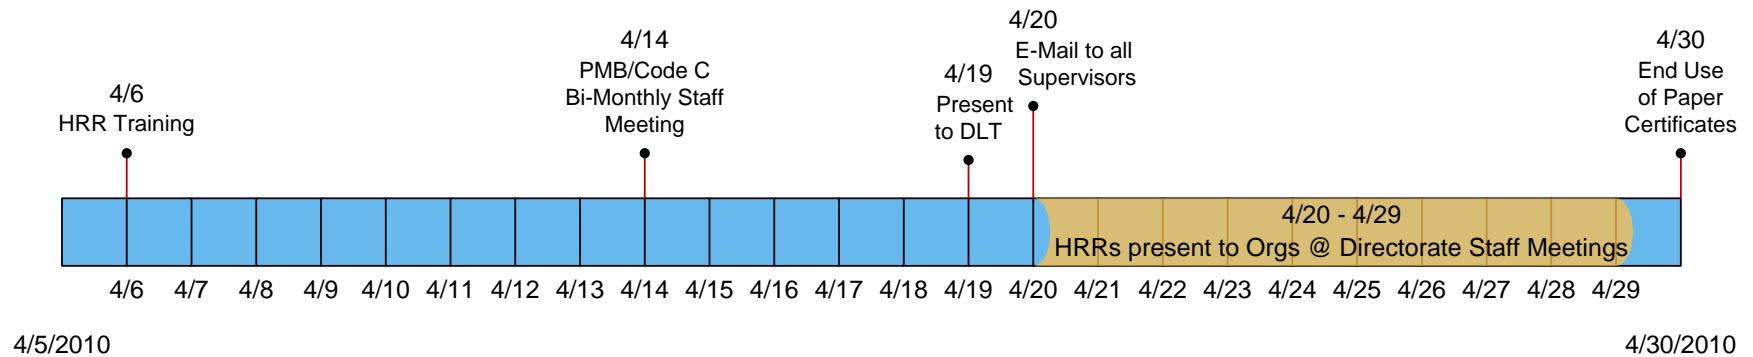 4/6
HRR Training
4/14
PMB/Code C
Bi-Monthly Staff
Meeting
4/19
Present
to DLT
4/20
E-Mail to all
Supervisors
4/30
End Use
of Paper
Certificates
4/20 - 4/29
HRRs present to Orgs @ Directorate Staff Meetings
4/6 4/7 4/8 4/9 4/10 4/11 4/12 4/13 4/14 4/15 4/16 4/17 4/18 4/19 4/20 4/21 4/22 4/23 4/24 4/25 4/26 4/27 4/28 4/29
4/5/2010 4/30/2010